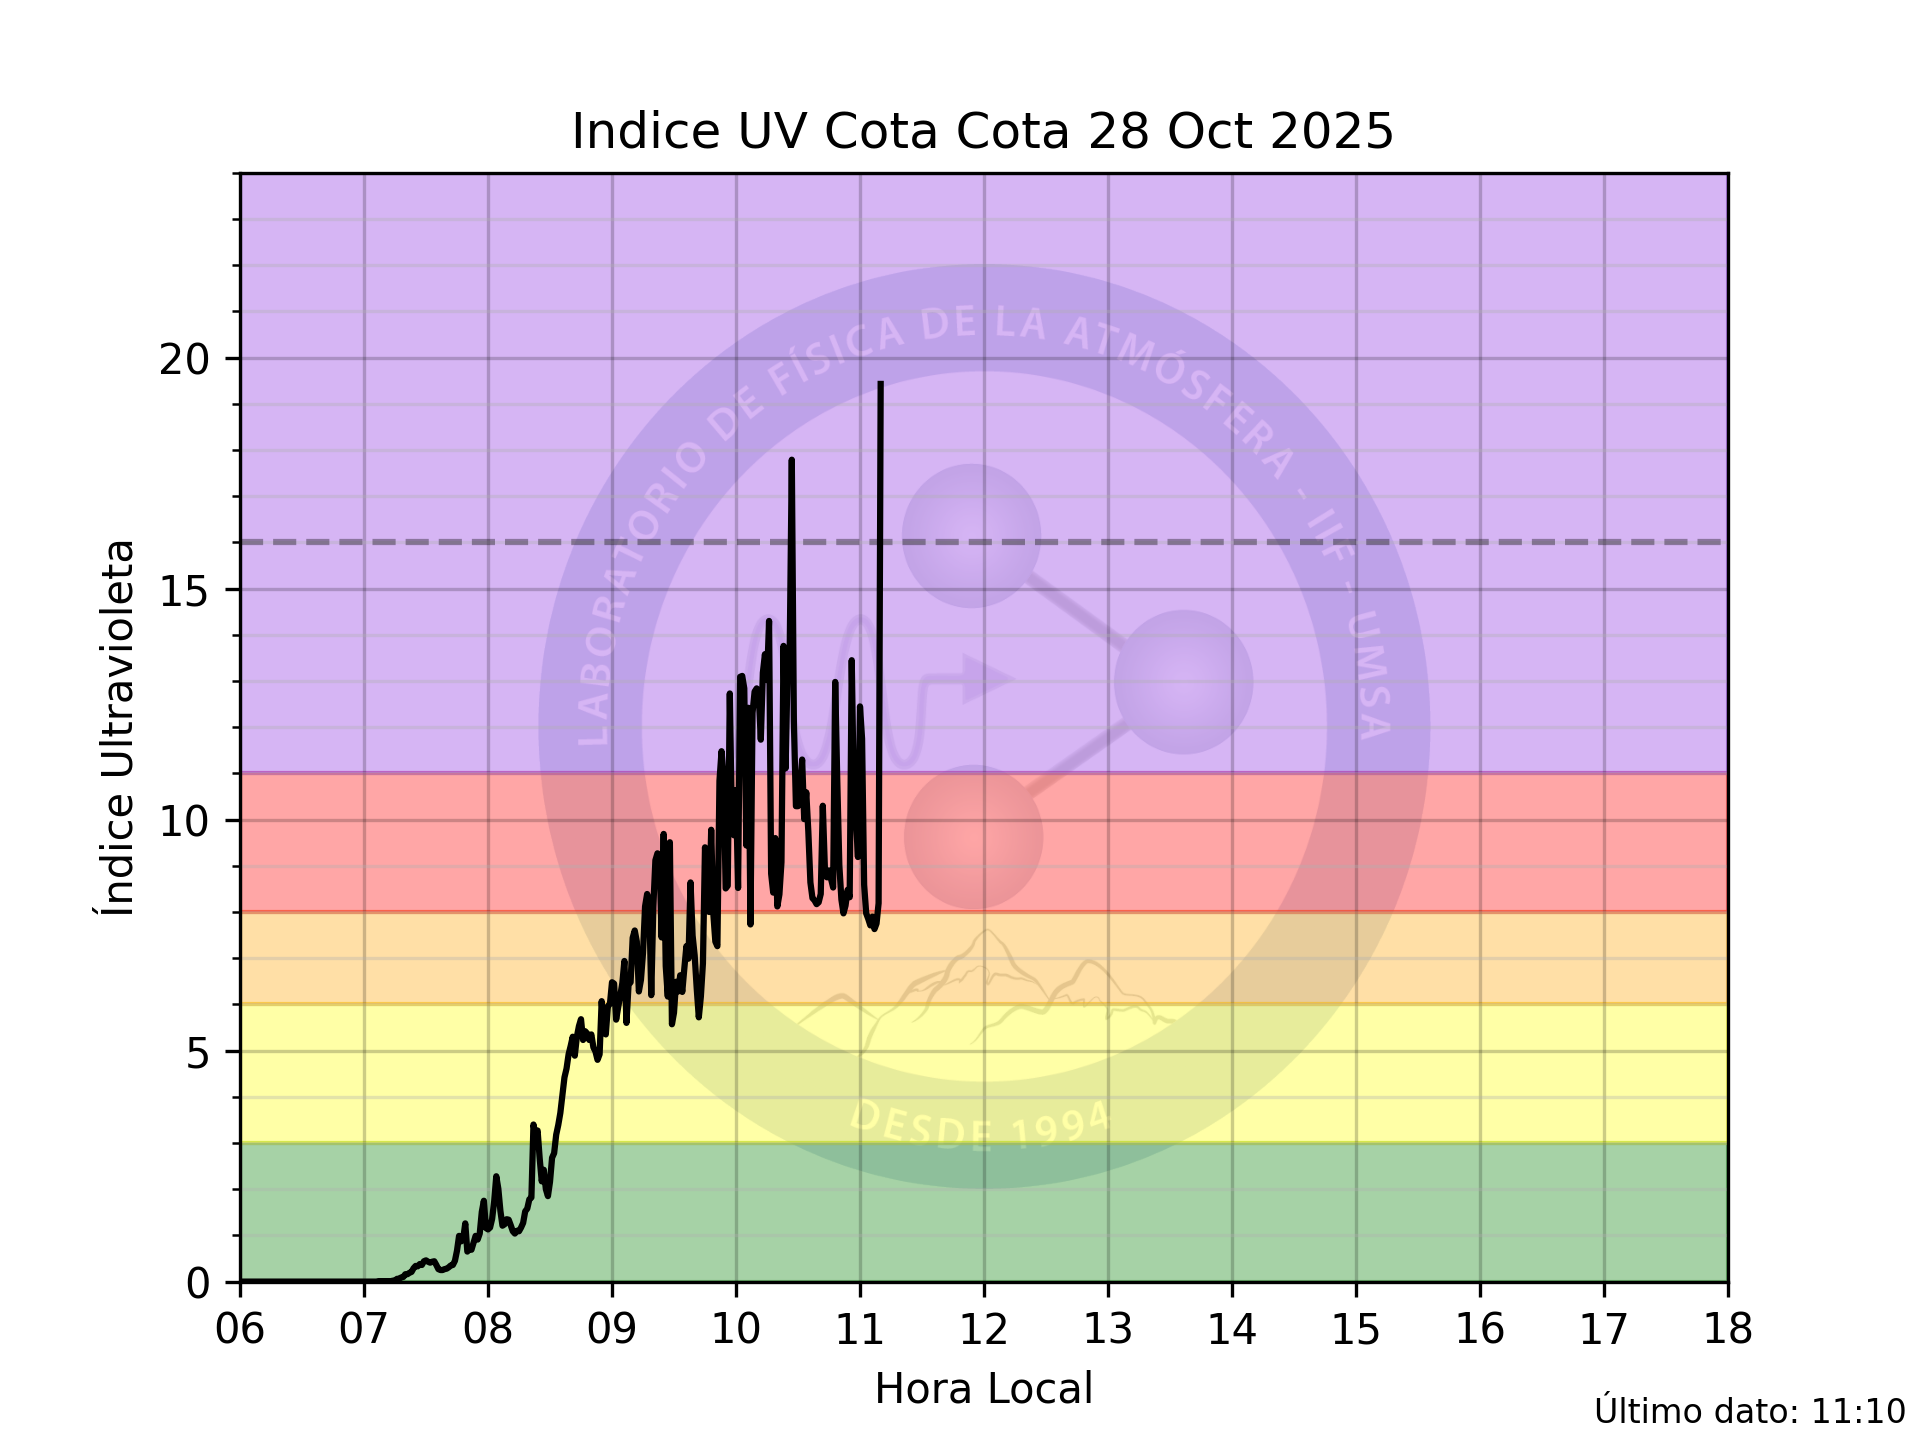 Indice UV Cota Cota 28 Oct 2025
Índice Ultravioleta
20
15
10
5
0
LABORATORIO DE FÍSICA DE LA ATMÓSFERA - IIF - UMSA
DESDE 1994
06 07 08 09 10 11 12 13 14 15 16 17 18
Hora Local
Último dato: 11:10